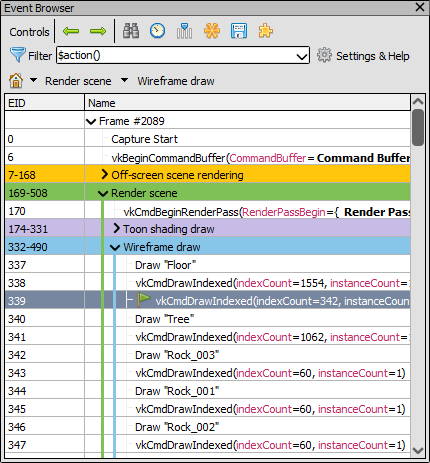 Event Browser
Controls
Filter $action() Settings & Help
Render scene Wireframe draw
EID Name
Frame #2089
0 Capture Start
6 vkBeginCommandBuffer(CommandBuffer=Command Buffer
7-168 Off-screen scene rendering
169-508 Render scene
170 vkCmdBeginRenderPass(RenderPassBegin={ Render Pas
174-331 Toon shading draw
332-490 Wireframe draw
337 Draw "Floor"
338 vkCmdDrawIndexed(indexCount=1554, instanceCount=
339 vkCmdDrawIndexed(indexCount=342, instanceCoun
340 Draw "Tree"
341 vkCmdDrawIndexed(indexCount=1062, instanceCount=
342 Draw "Rock_003"
343 vkCmdDrawIndexed(indexCount=60, instanceCount=1)
344 Draw "Rock_001"
345 vkCmdDrawIndexed(indexCount=60, instanceCount=1)
346 Draw "Rock_002"
347 vkCmdDrawIndexed(indexCount=60, instanceCount=1)